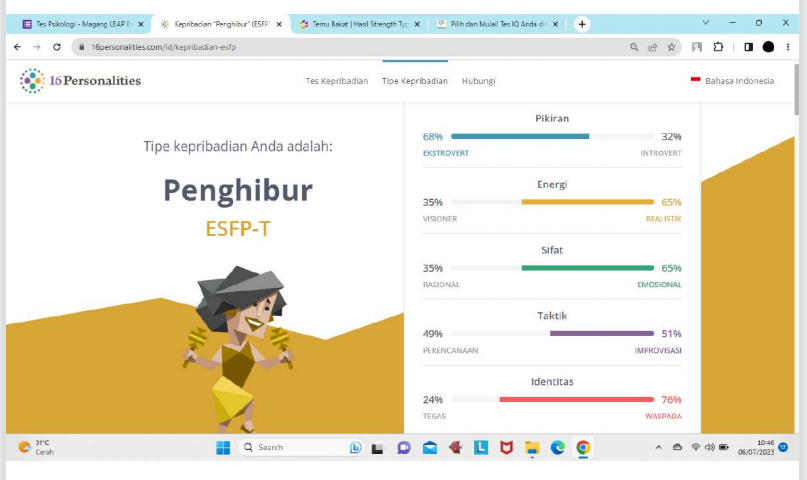 Tes Psikologi - Magang LEAP E
Kepribadian "Penghibur" (ESFP
Temu Bakat | Hasil Strength Typ
Pilih dan Mulai! Tes IQ Anda di
16personalities.com/id/kepribadian-esfp
16Personalities
Tes Kepribadian
Tipe Kepribadian
Hubungi
Bahasa Indonesia
Tipe kepribadian Anda adalah:
Penghibur
ESFP-T
Pikiran
68% 32%
EKSTROVERT INTROVERT
Energi
35% 65%
VISIONER REALISTIK
Sifat
35% 65%
RASIONAL EMOSIONAL
Taktik
49% 51%
PERENCANAAN IMPROVISASI
Identitas
24% 76%
TEGAS WASPADA
31°C
Cerah
Search
10:46
06/07/2023